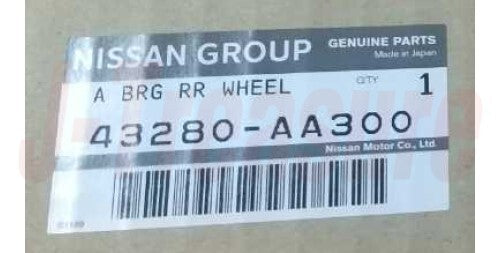 NISSAN GROUP
GENUINE PARTS
Made in Japan
A BRG RR WHEEL
QTY 1
43280-AA300
Nissan Motor Co., Ltd.